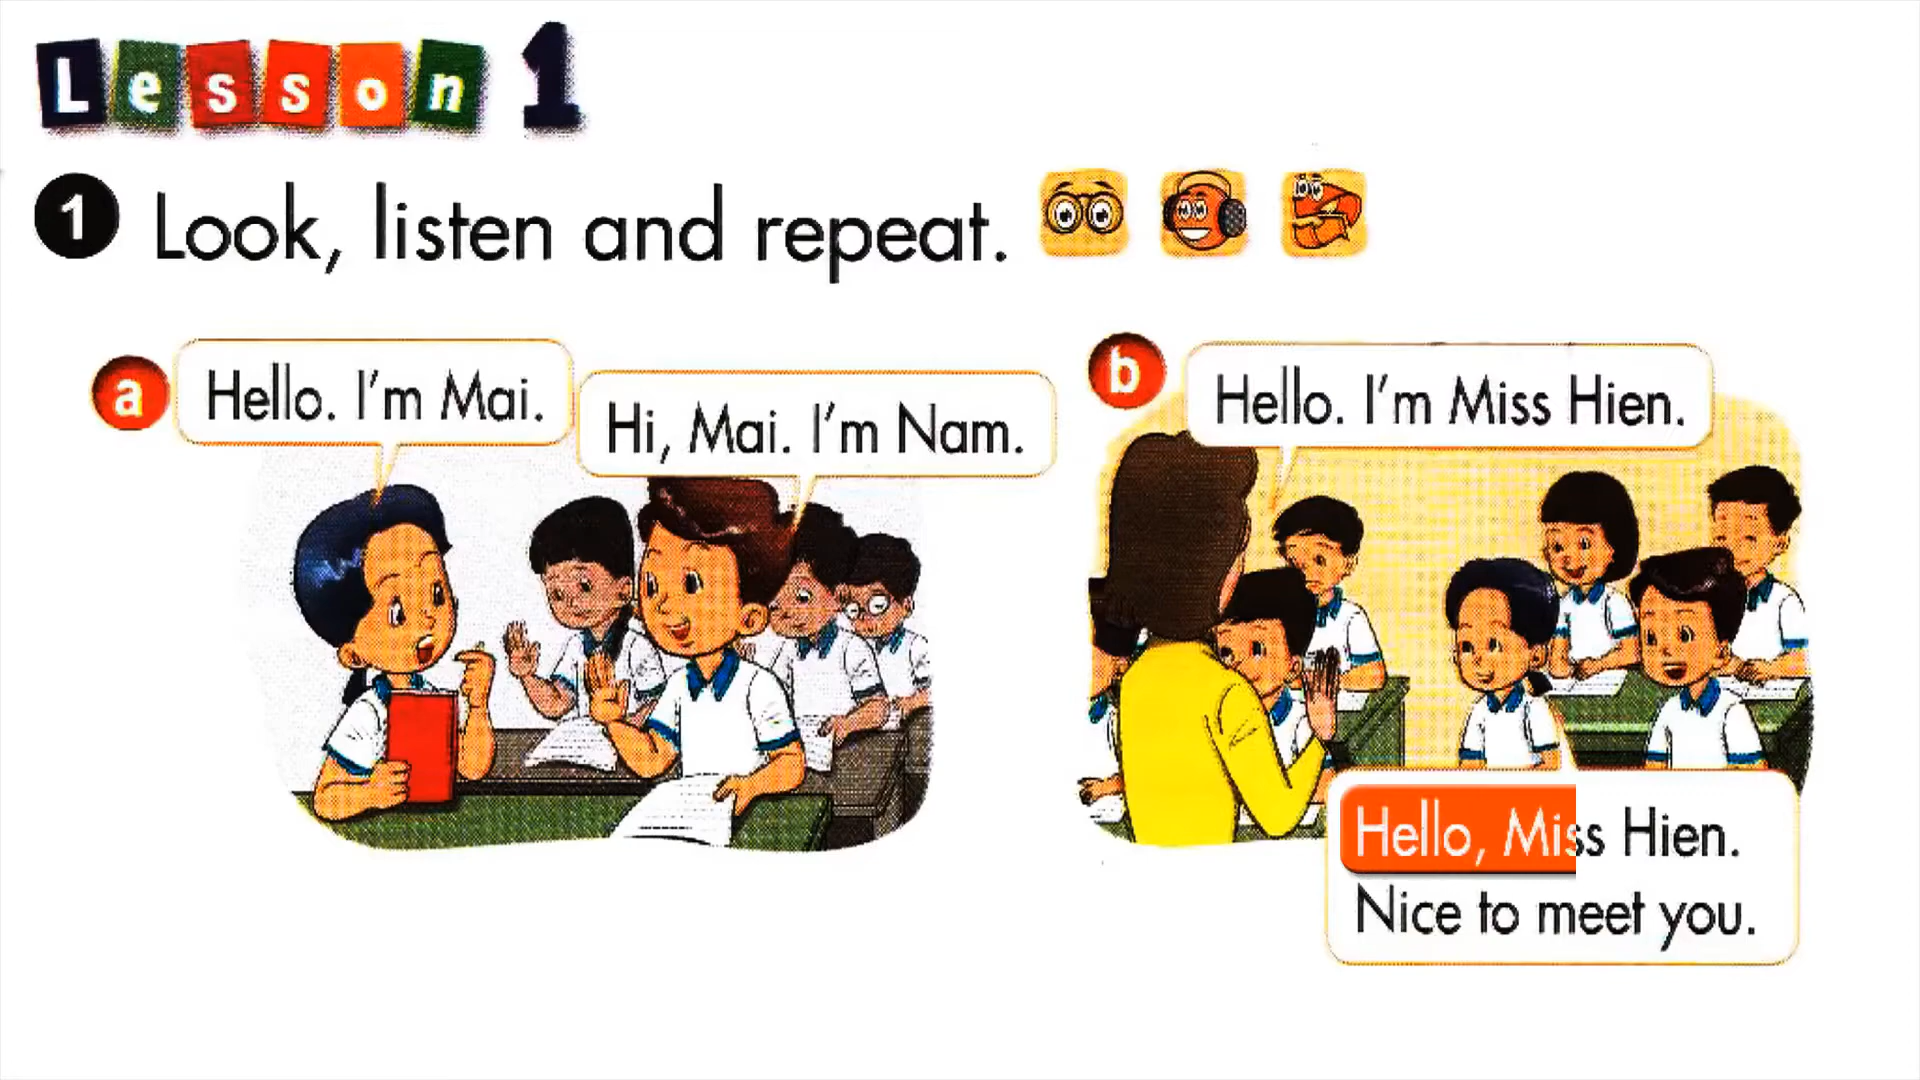 Lesson 1
1 Look, listen and repeat.
a
Hello. I'm Mai.
Hi, Mai. I'm Nam.
b
Hello. I'm Miss Hien.
Hello, Miss Hien.
Nice to meet you.